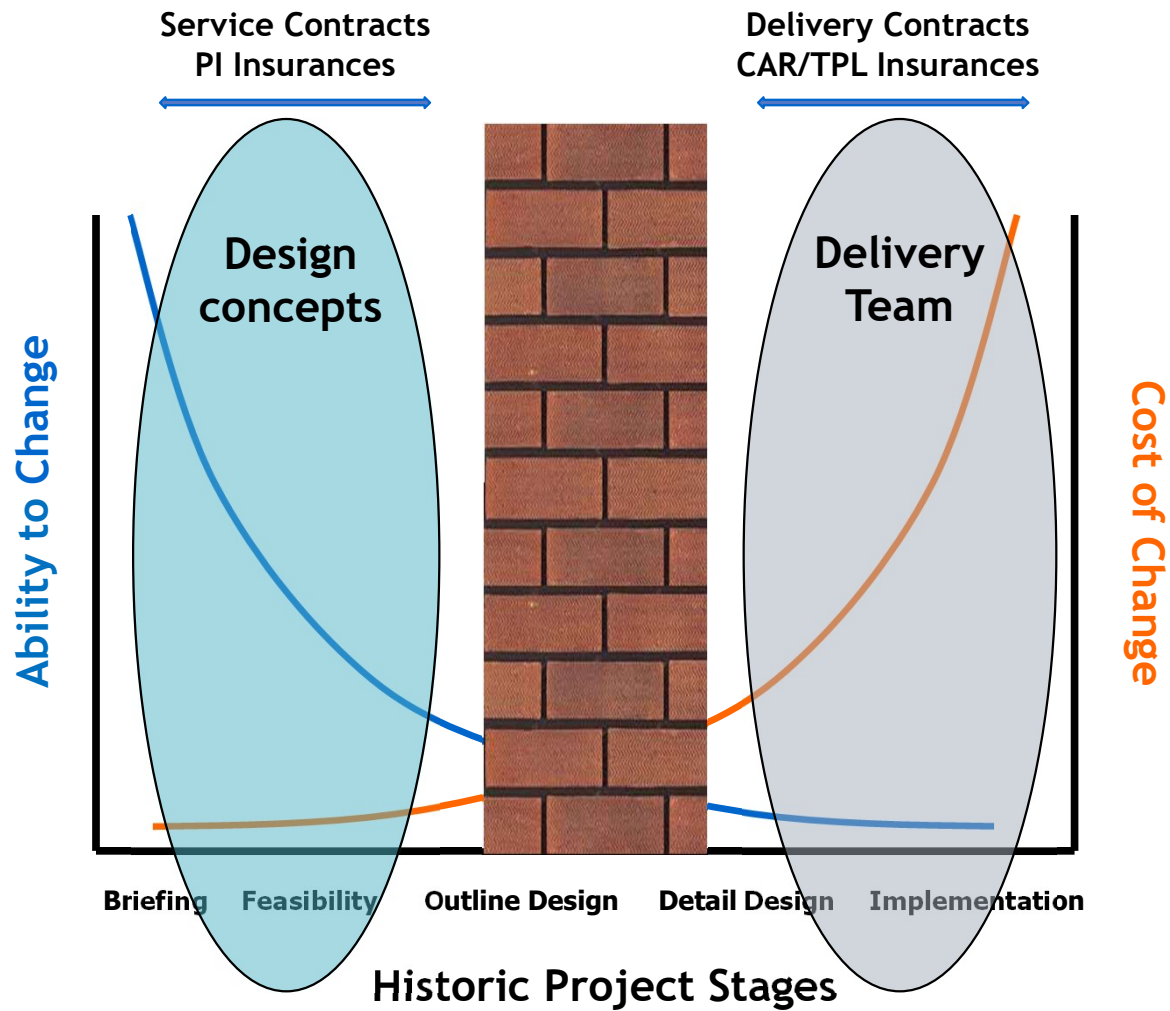 Service Contracts
PI Insurances
Delivery Contracts
CAR/TPL Insurances
Design
concepts
Delivery
Team
Ability to Change
Cost of Change
Briefing
Feasibility
Outline Design
Detail Design
Implementation
Historic Project Stages